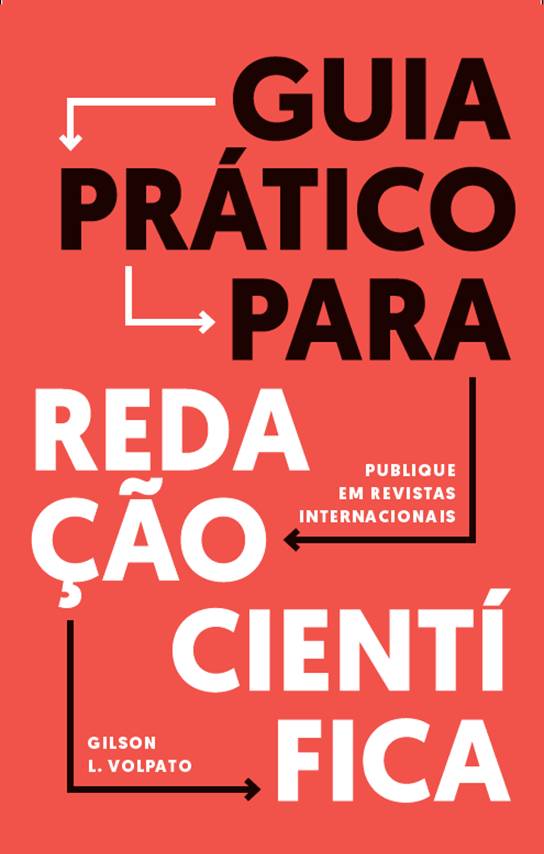 GUIA
PRÁTICO
PARA
REDA
ÇÃO
PUBLIQUE
EM REVISTAS
INTERNACIONAIS
CIENTÍ
FICA
GILSON
L. VOLPATO